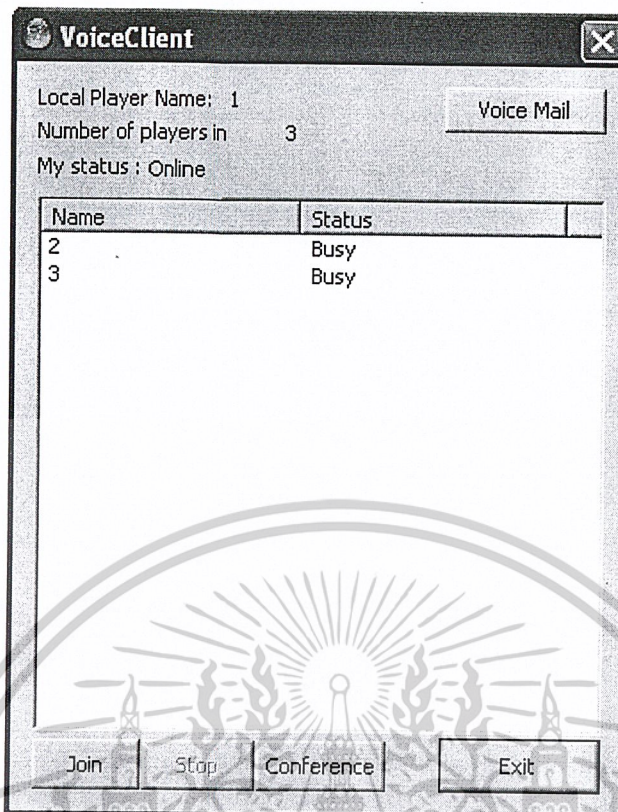 VoiceClient
Local Player Name: 1
Voice Mail
Number of players in 3
My status : Online
Name Status
2 Busy
3 Busy
Join Stop Conference Exit